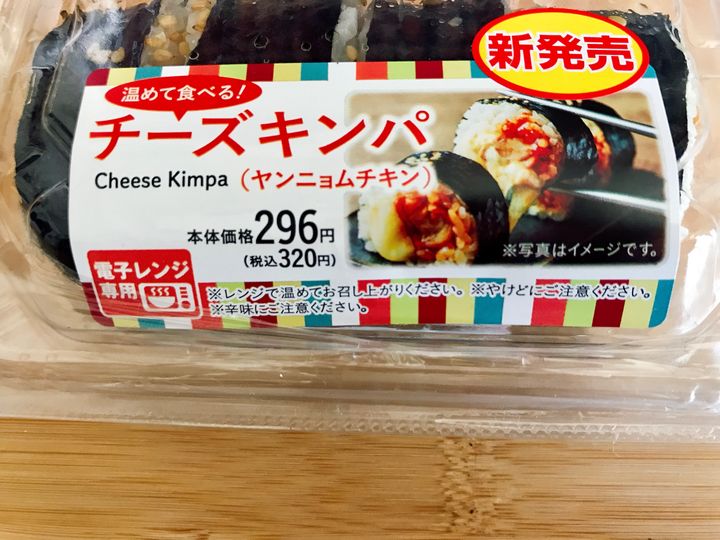 新発売
温めて食べる!
チーズキンパ
Cheese Kimpa (ヤンニョムチキン)
本体価格296円
(税込320円)
※写真はイメージです。
電子レンジ
専用
※レンジで温めてお召し上がりください。※やけどにご注意ください。
※辛味にご注意ください。